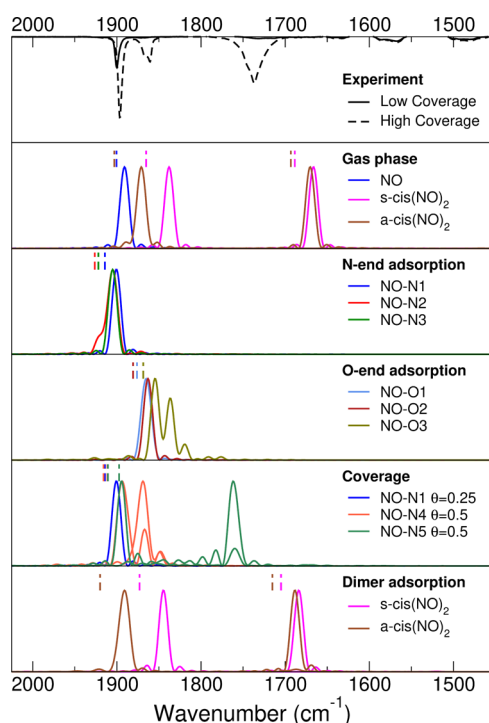 2000 1900 1800 1700 1600 1500
Experiment
Low Coverage
High Coverage
Gas phase
NO
s-cis(NO)₂
a-cis(NO)₂
N-end adsorption
NO-N1
NO-N2
NO-N3
O-end adsorption
NO-O1
NO-O2
NO-O3
Coverage
NO-N1 θ=0.25
NO-N4 θ=0.5
NO-N5 θ=0.5
Dimer adsorption
s-cis(NO)₂
a-cis(NO)₂
2000 1900 1800 1700 1600 1500
Wavenumber (cm⁻¹)